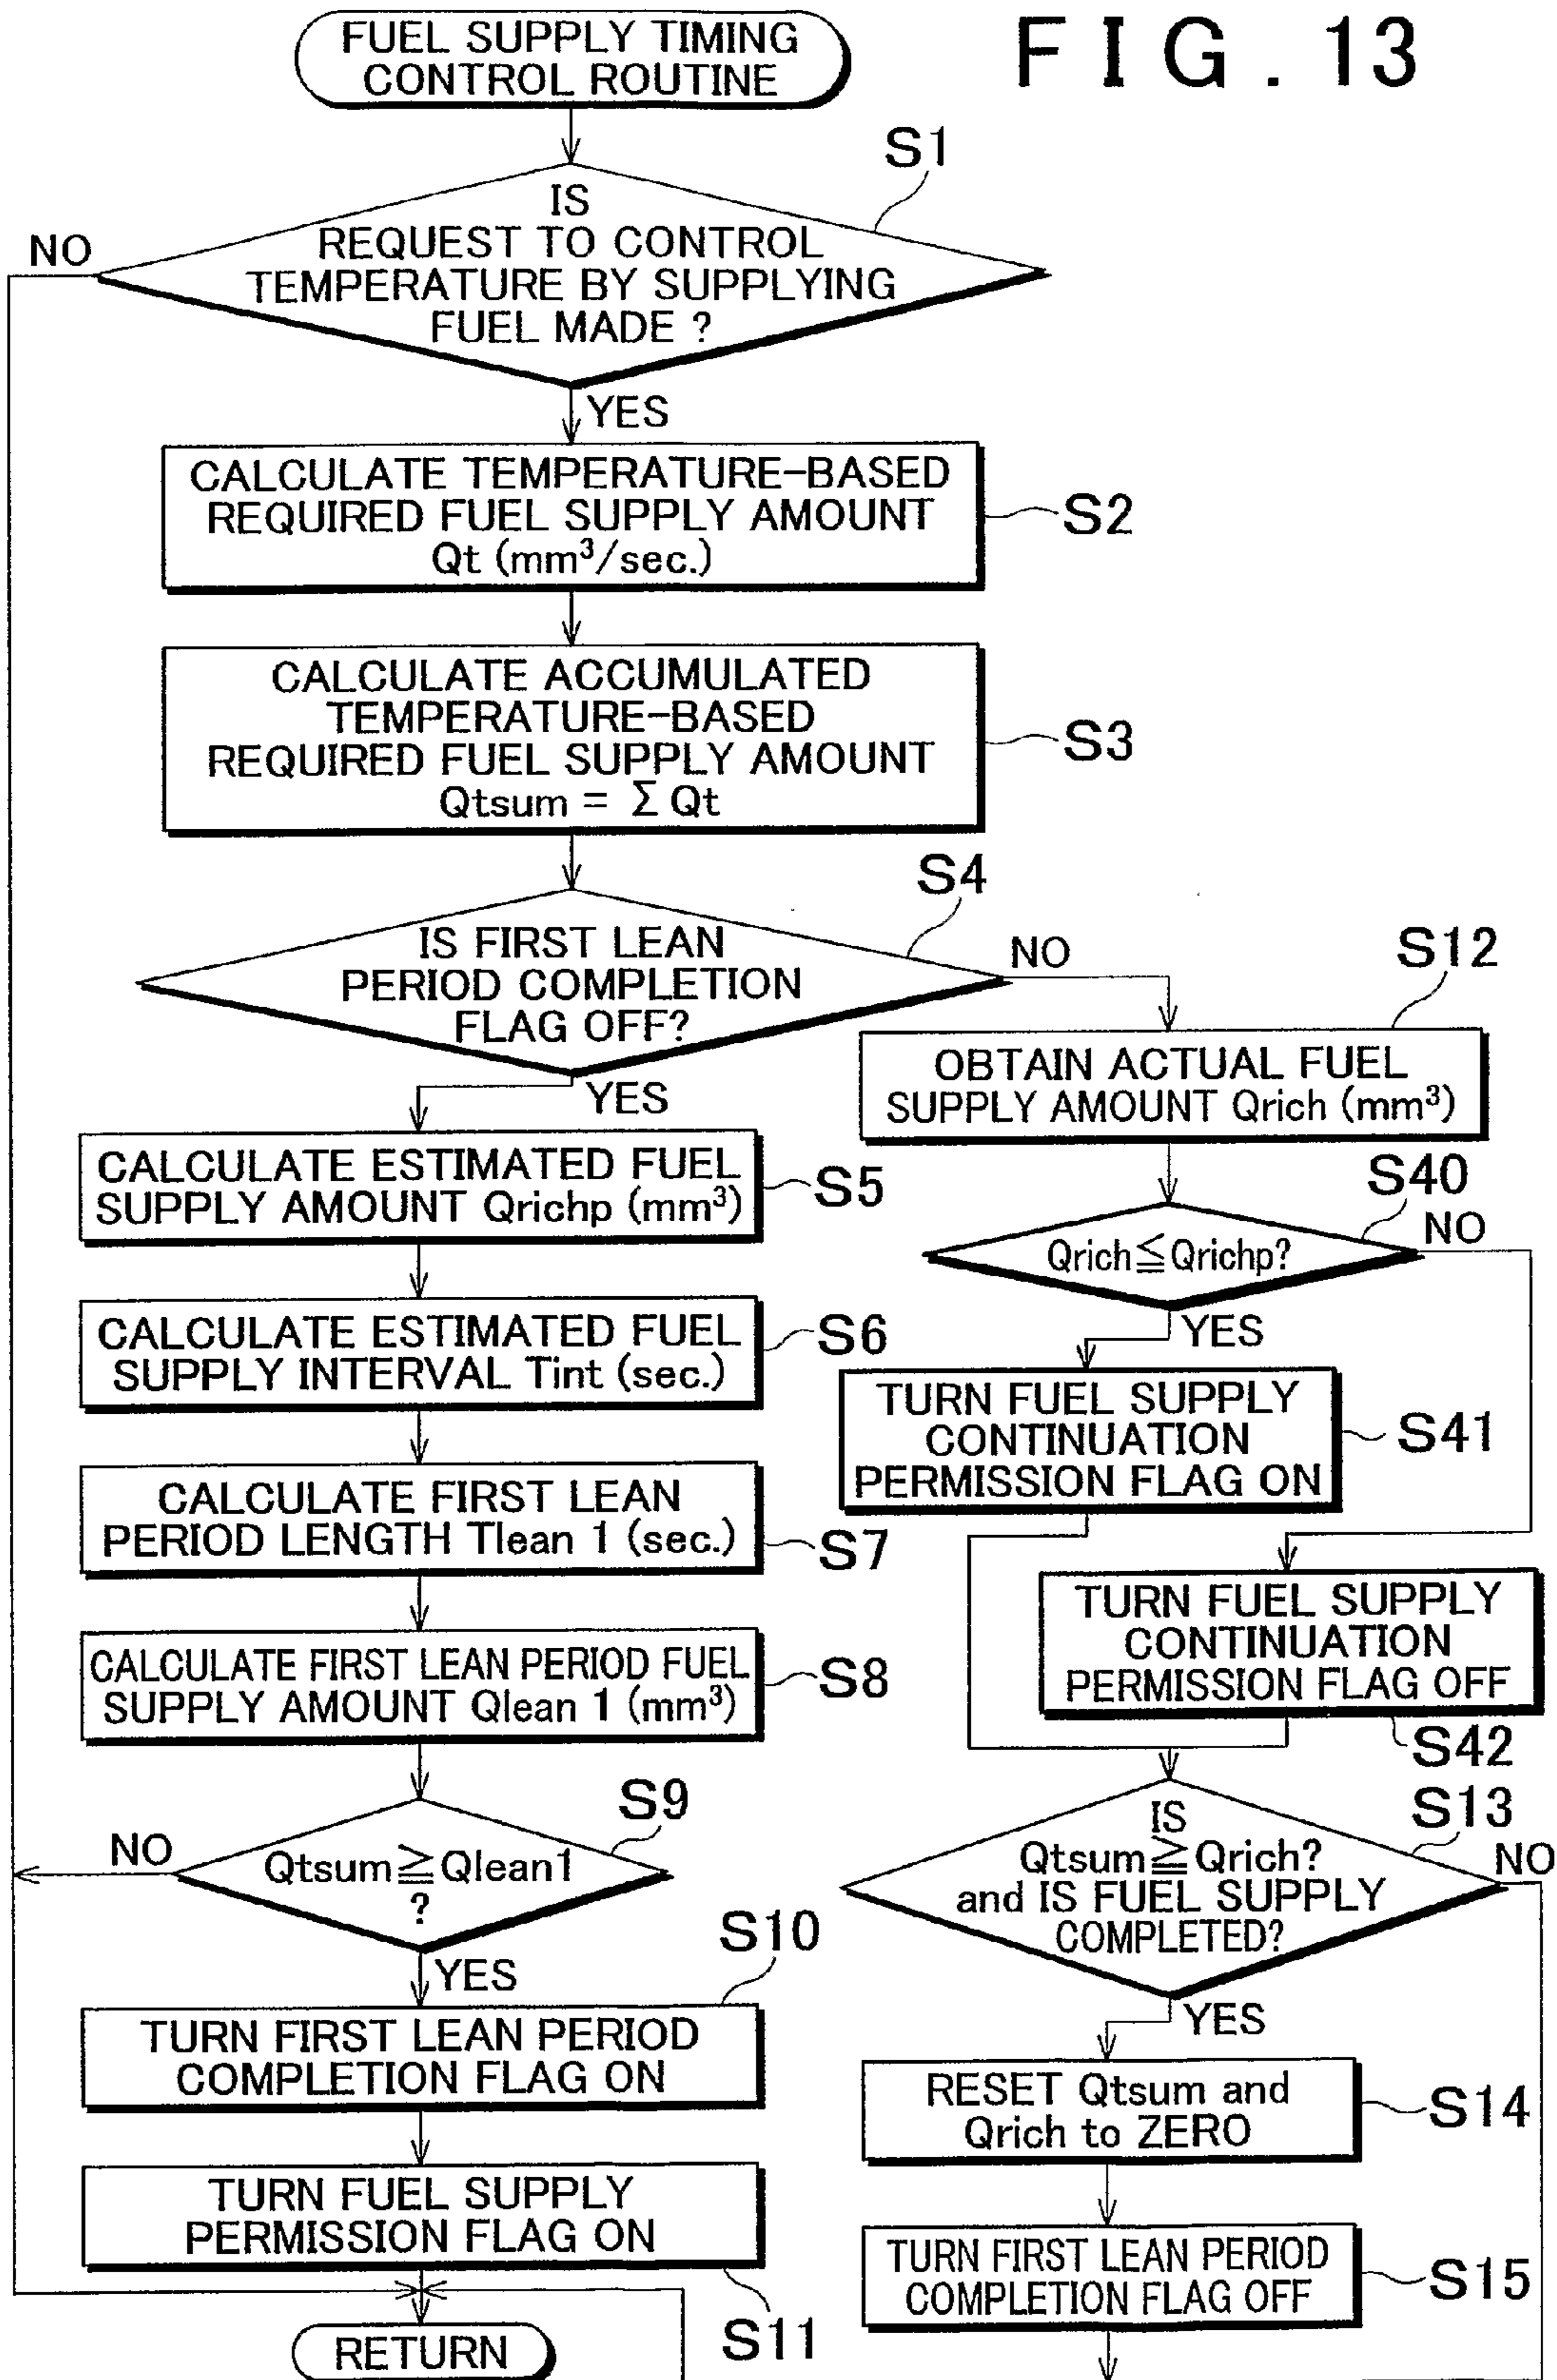 FIG. 13
FUEL SUPPLY TIMING
CONTROL ROUTINE
S1
IS
REQUEST TO CONTROL
TEMPERATURE BY SUPPLYING
FUEL MADE ?
NO
YES
CALCULATE TEMPERATURE-BASED
REQUIRED FUEL SUPPLY AMOUNT
Qt (mm³/sec.)
S2
CALCULATE ACCUMULATED
TEMPERATURE-BASED
REQUIRED FUEL SUPPLY AMOUNT
Qtsum = Σ Qt
S3
S4
IS FIRST LEAN
PERIOD COMPLETION
FLAG OFF?
NO
YES
CALCULATE ESTIMATED FUEL
SUPPLY AMOUNT Qrichp (mm³)
S5
CALCULATE ESTIMATED FUEL
SUPPLY INTERVAL Tint (sec.)
S6
CALCULATE FIRST LEAN
PERIOD LENGTH Tlean 1 (sec.)
S7
CALCULATE FIRST LEAN PERIOD FUEL
SUPPLY AMOUNT Qlean 1 (mm³)
S8
S9
NO
Qtsum≧Qlean1
?
YES
S10
TURN FIRST LEAN PERIOD
COMPLETION FLAG ON
TURN FUEL SUPPLY
PERMISSION FLAG ON
S11
RETURN
S12
OBTAIN ACTUAL FUEL
SUPPLY AMOUNT Qrich (mm³)
S40
Qrich≦Qrichp?
NO
YES
TURN FUEL SUPPLY
CONTINUATION
PERMISSION FLAG ON
S41
TURN FUEL SUPPLY
CONTINUATION
PERMISSION FLAG OFF
S42
S13
IS
Qtsum≧Qrich?
and IS FUEL SUPPLY
COMPLETED?
NO
YES
RESET Qtsum and
Qrich to ZERO
S14
TURN FIRST LEAN PERIOD
COMPLETION FLAG OFF
S15